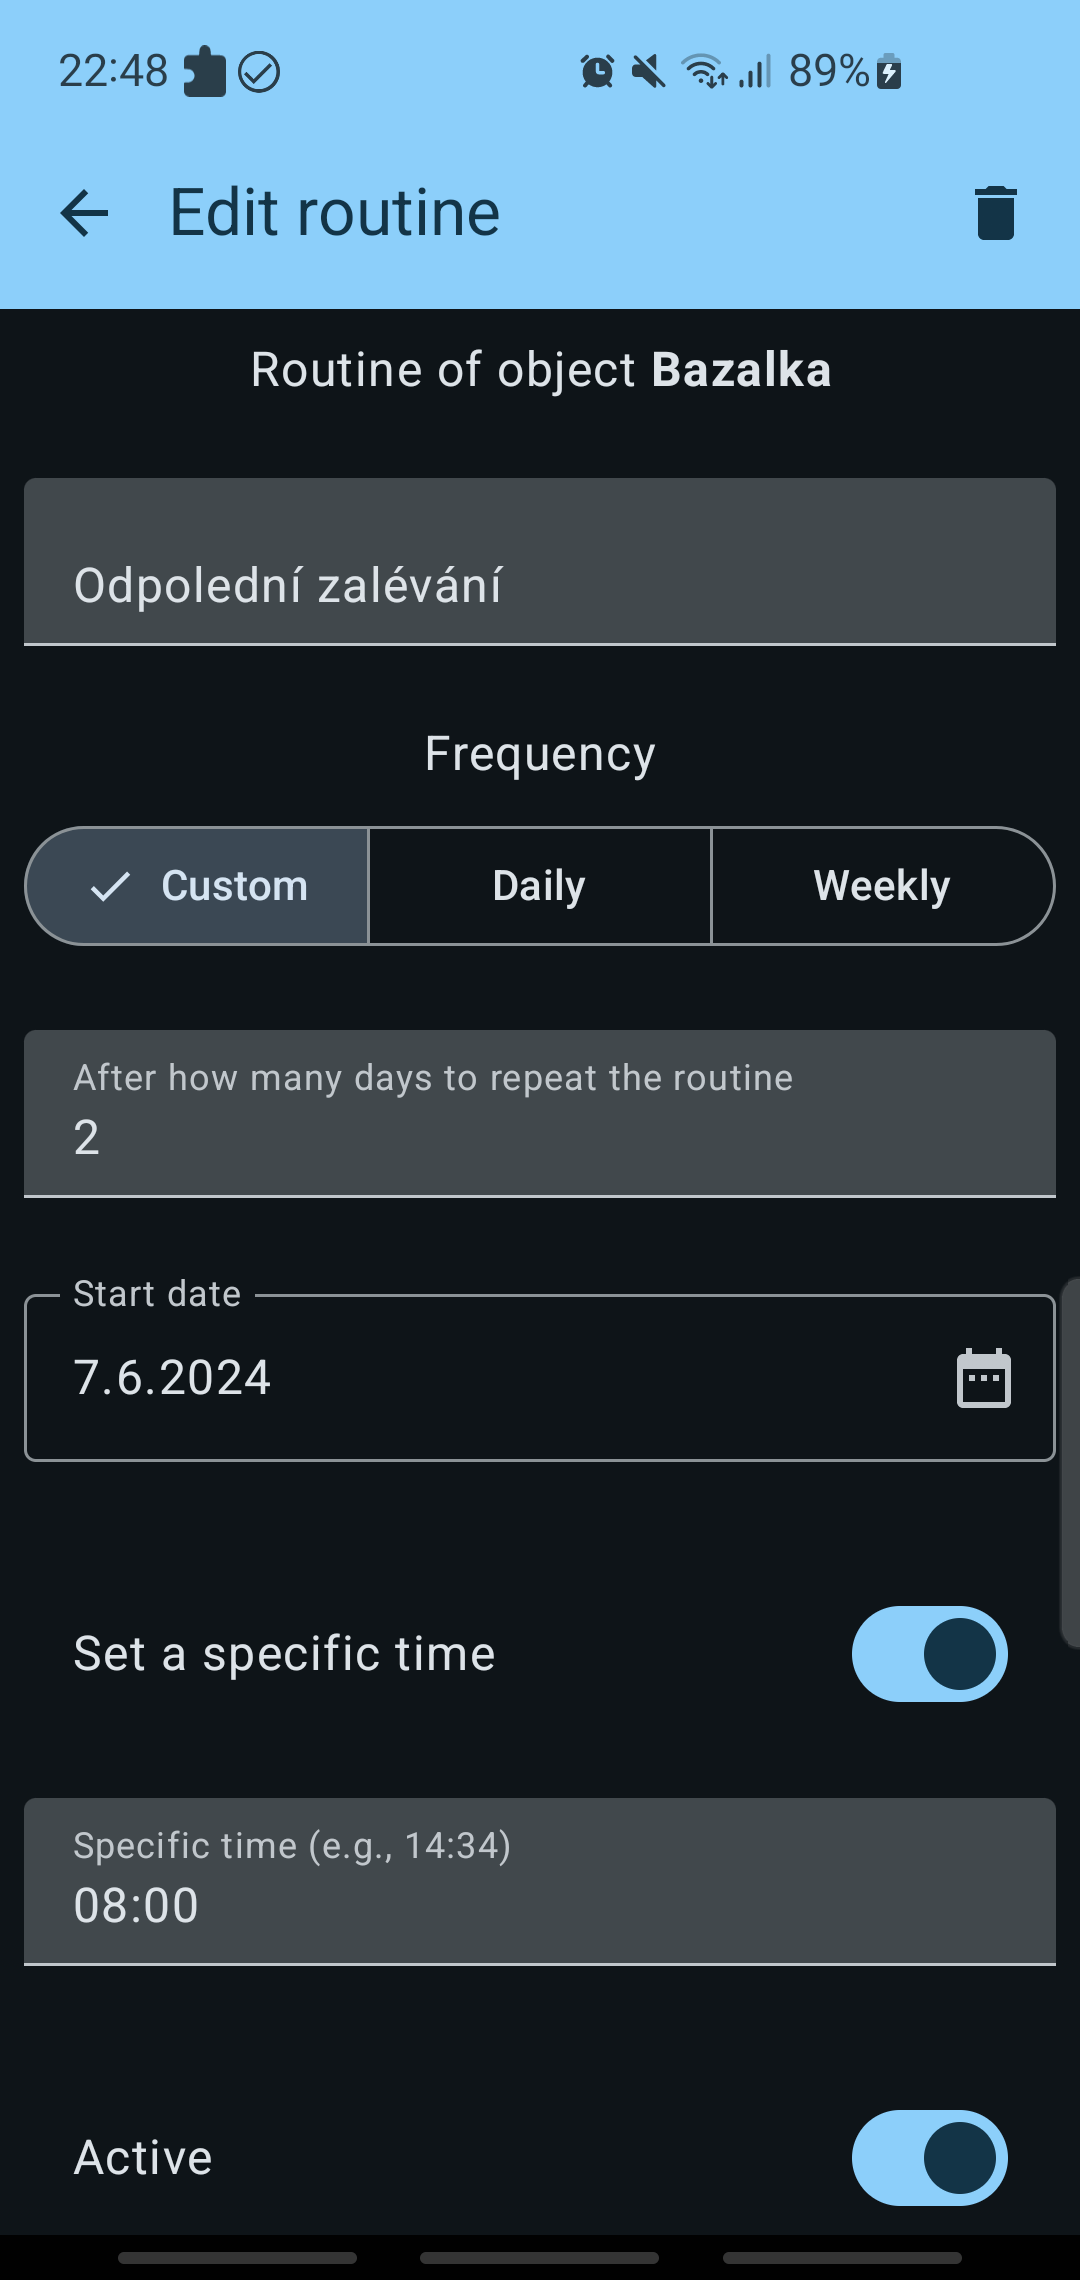 22:48 89%
Edit routine
Routine of object Bazalka
Odpolední zalévání
Frequency
Custom Daily Weekly
After how many days to repeat the routine
2
Start date
7.6.2024
Set a specific time
Specific time (e.g., 14:34)
08:00
Active